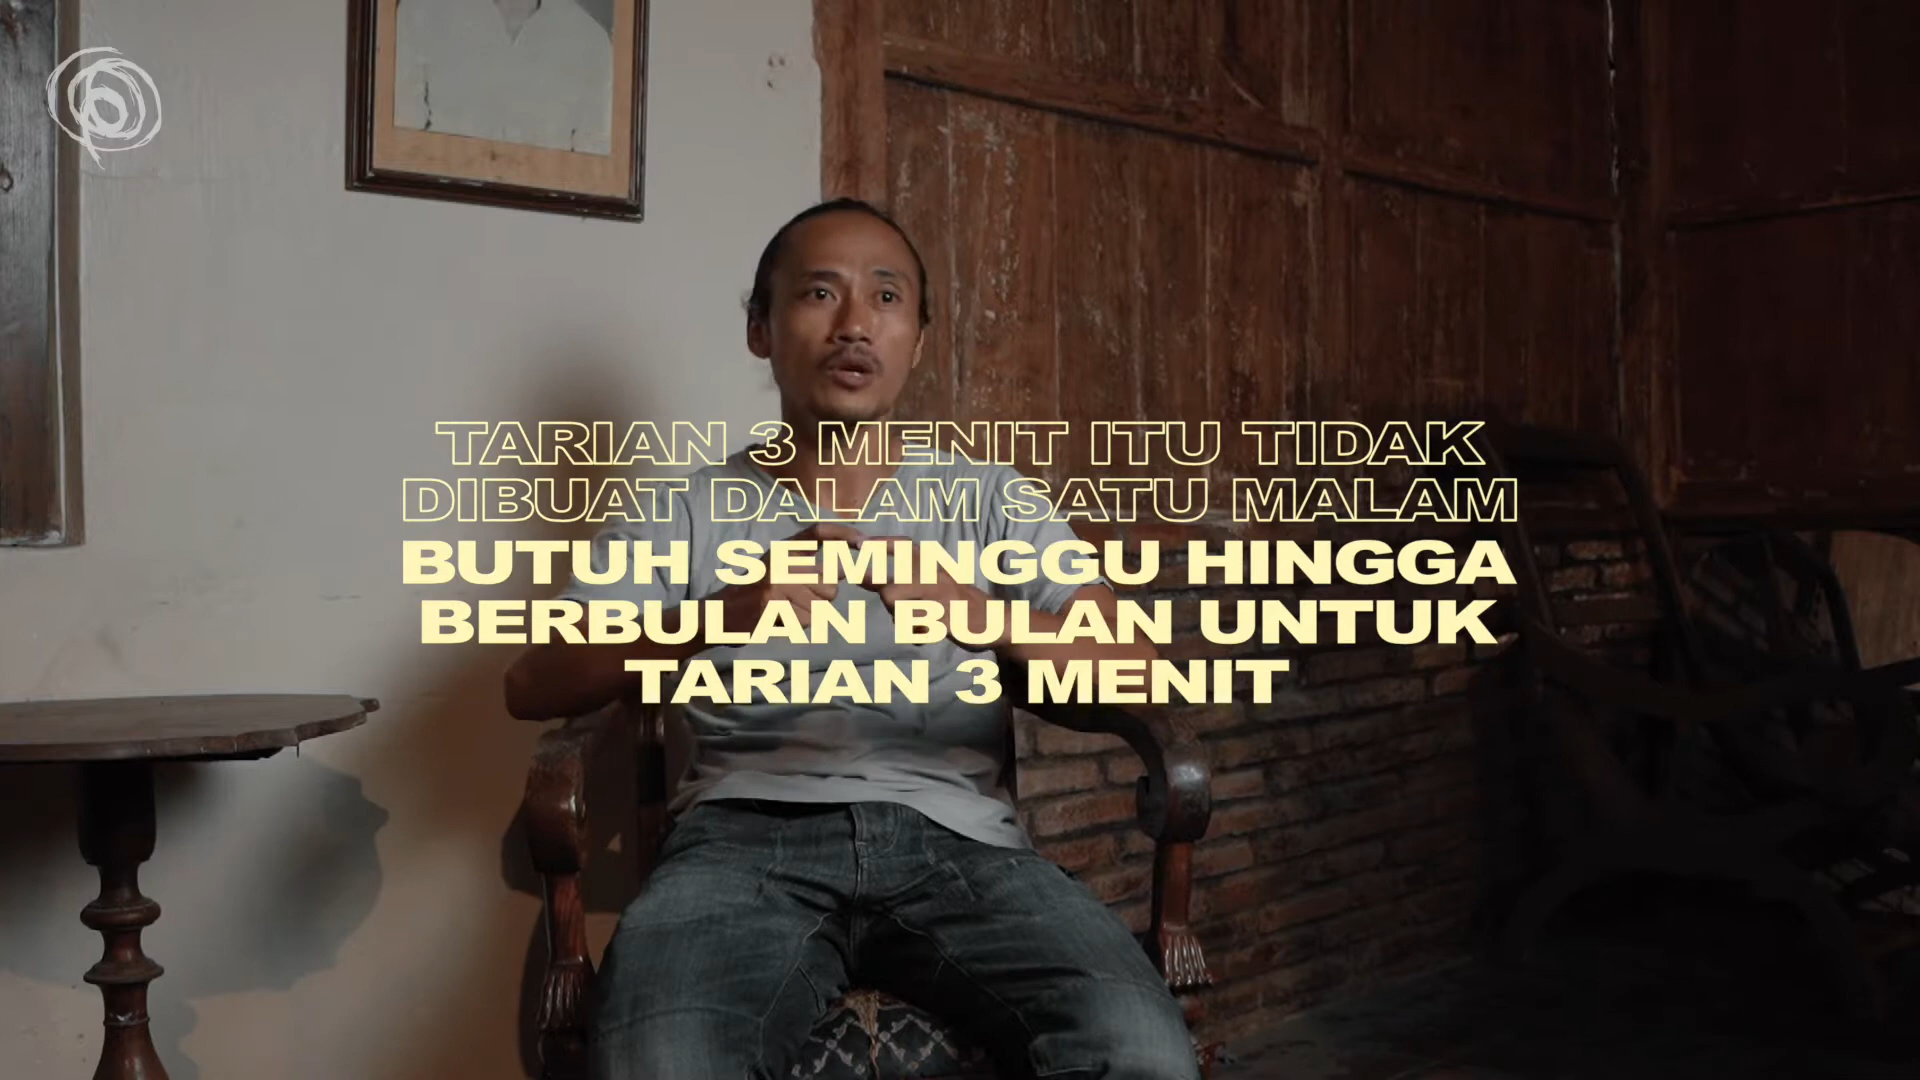 TARIAN 3 MENIT ITU TIDAK
DIBUAT DALAM SATU MALAM
BUTUH SEMINGGU HINGGA
BERBULAN BULAN UNTUK
TARIAN 3 MENIT